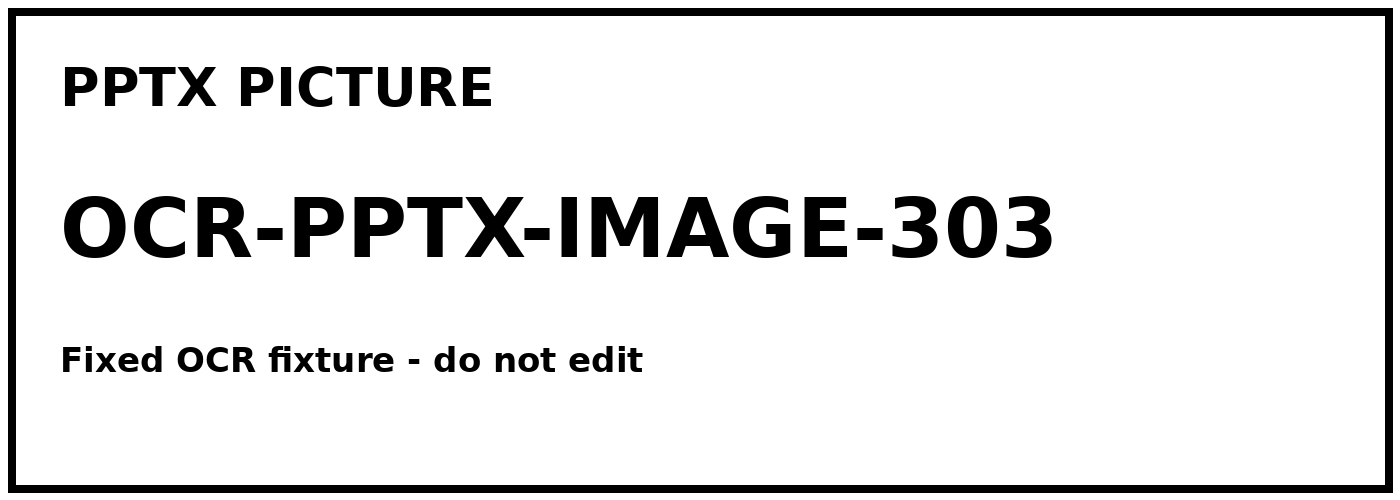 PPTX PICTURE
OCR-PPTX-IMAGE-303
Fixed OCR fixture - do not edit